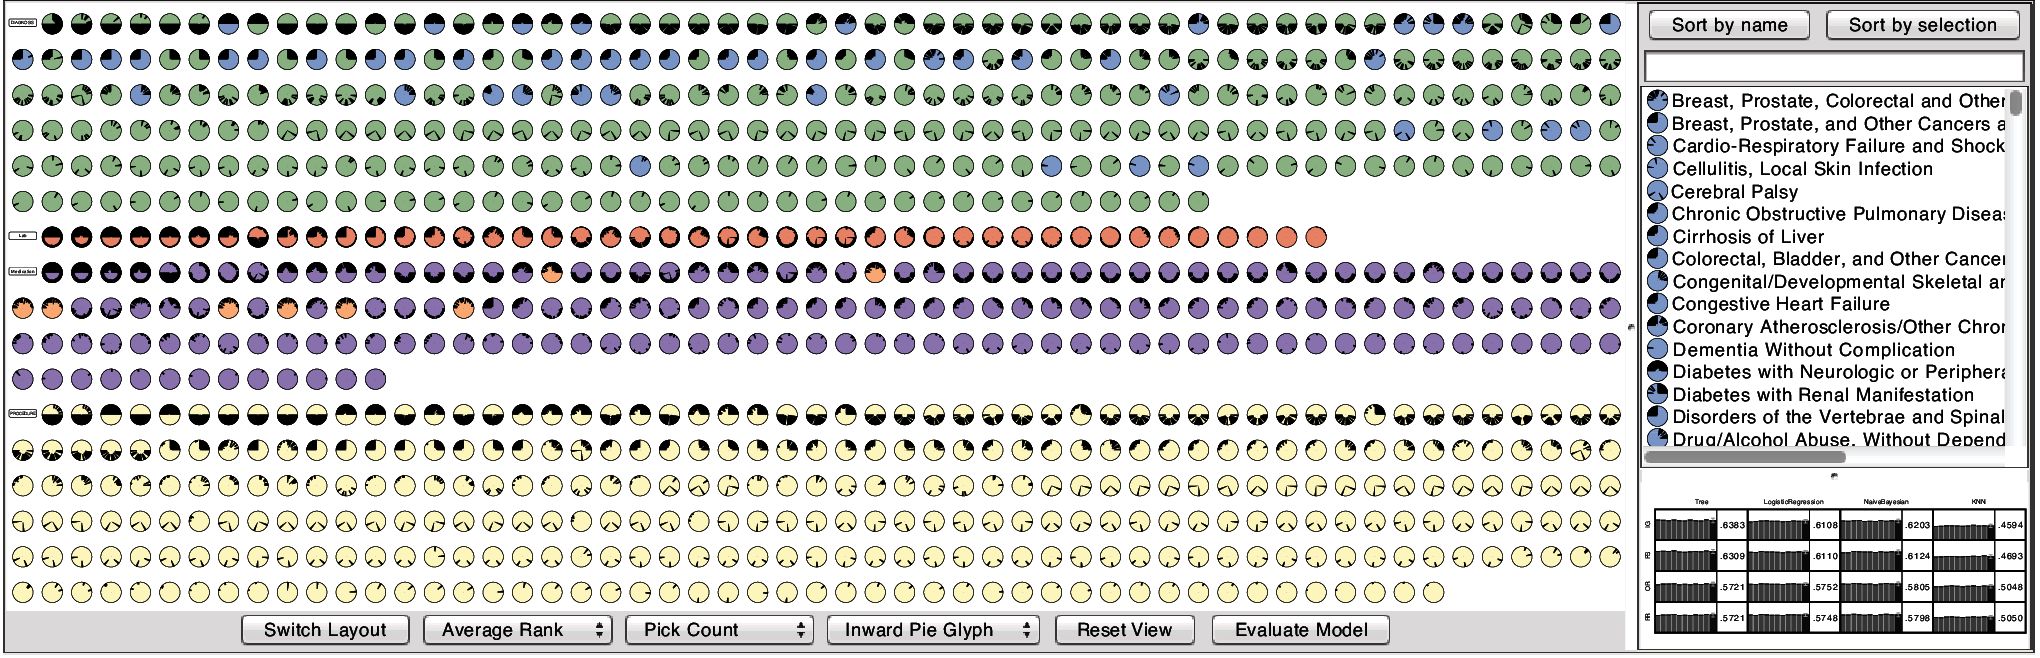 DIAGNOSIS
Lab
Medication
PROCEDURE
Switch Layout
Average Rank
Pick Count
Inward Pie Glyph
Reset View
Evaluate Model
Sort by name
Sort by selection
Breast, Prostate, Colorectal and Other
Breast, Prostate, and Other Cancers a
Cardio-Respiratory Failure and Shock
Cellulitis, Local Skin Infection
Cerebral Palsy
Chronic Obstructive Pulmonary Diseas
Cirrhosis of Liver
Colorectal, Bladder, and Other Cancer
Congenital/Developmental Skeletal an
Congestive Heart Failure
Coronary Atherosclerosis/Other Chron
Dementia Without Complication
Diabetes with Neurologic or Periphera
Diabetes with Renal Manifestation
Disorders of the Vertebrae and Spinal
Drug/Alcohol Abuse, Without Depend
Tree LogisticRegression NaiveBayesian KNN
IG .6383 .6108 .6203 .4594
FS .6309 .6110 .6124 .4693
OR .5721 .5752 .5805 .5048
RR .5721 .5748 .5798 .5050